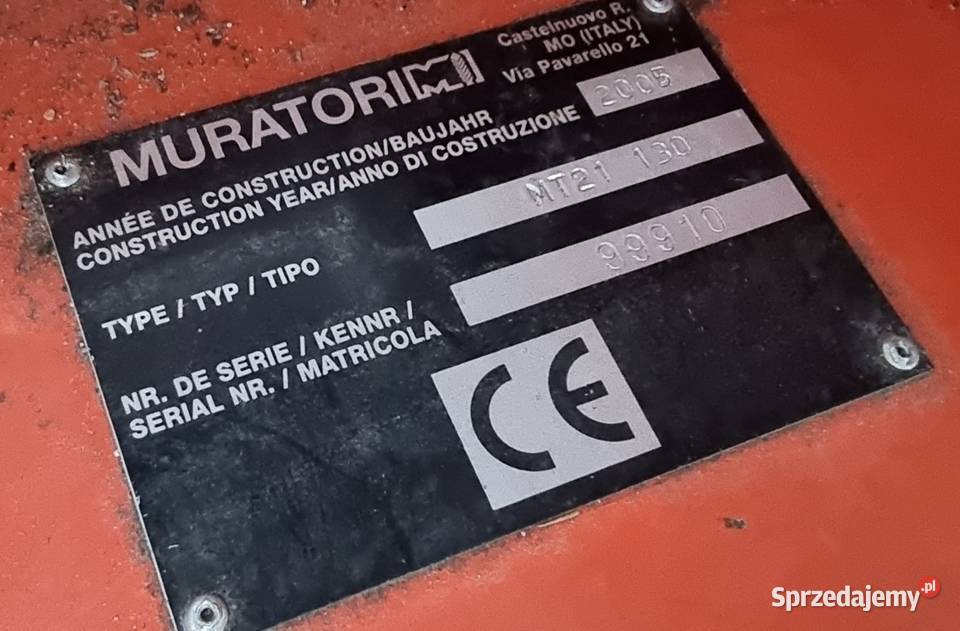 MURATORI
Castelnuovo R.
MO (ITALY)
Via Pavarello 21
ANNÉE DE CONSTRUCTION/BAUJAHR
CONSTRUCTION YEAR/ANNO DI COSTRUZIONE
2005
TYPE / TYP / TIPO
MT21 130
NR. DE SERIE / KENNR /
SERIAL NR. / MATRICOLA
99910
CE
Sprzedajemy.pl